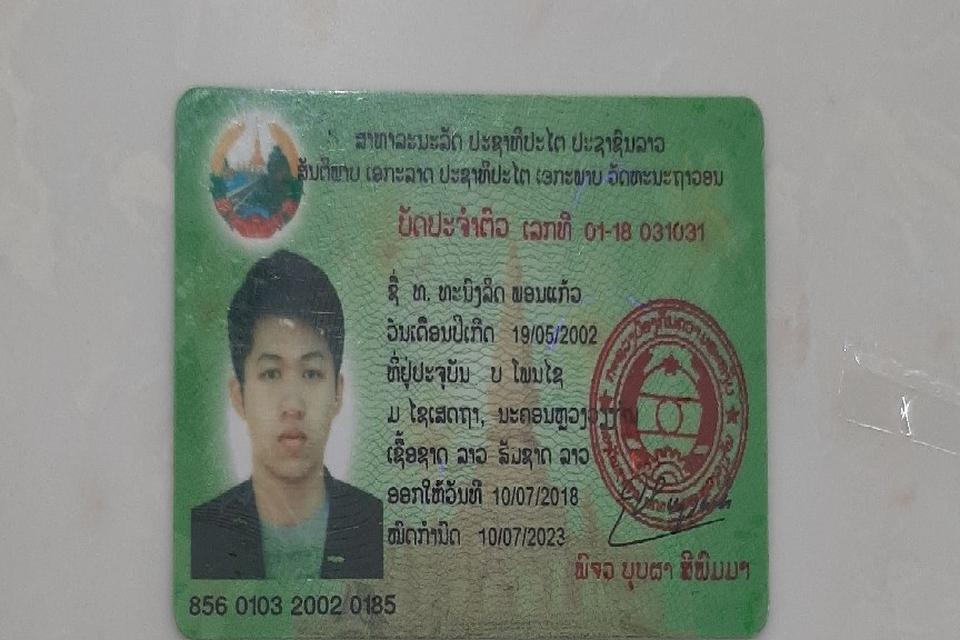 ສາທາລະນະລັດ ປະຊາທິປະໄຕ ປະຊາຊົນລາວ
ສັນຕິພາບ ເອກະລາດ ປະຊາທິປະໄຕ ເອກະພາບ ວັດທະນະຖາວອນ
ບັດປະຈຳຕົວ ເລກທີ 01-18 031031
ຊື່ ທ. ທະນົງລິດ ພອນແກ້ວ
ວັນເດືອນປີເກີດ 19/05/2002
ທີ່ຢູ່ປະຈຸບັນ ບ ໂພນໄຊ
ມ ໄຊເສດຖາ, ນະຄອນຫຼວງວຽງຈັນ
ເຊື້ອຊາດ ລາວ ສັນຊາດ ລາວ
ອອກໃຫ້ວັນທີ 10/07/2018
ໝົດກຳນົດ 10/07/2023
ພົຈວ ບຸບຜາ ສີພົມມາ
856 0103 2002 0185